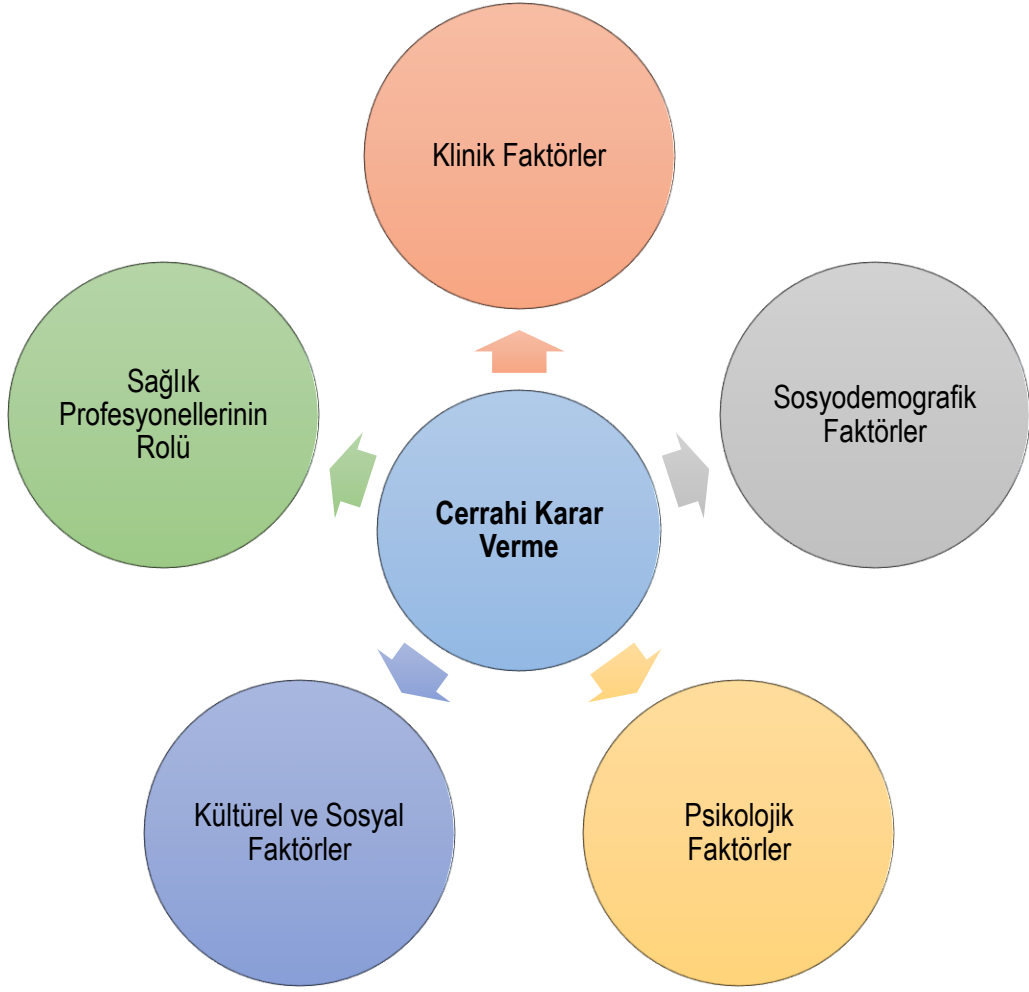 Klinik Faktörler
Sosyodemografik
Faktörler
Psikolojik
Faktörler
Kültürel ve Sosyal
Faktörler
Sağlık
Profesyonellerinin
Rolü
Cerrahi Karar
Verme